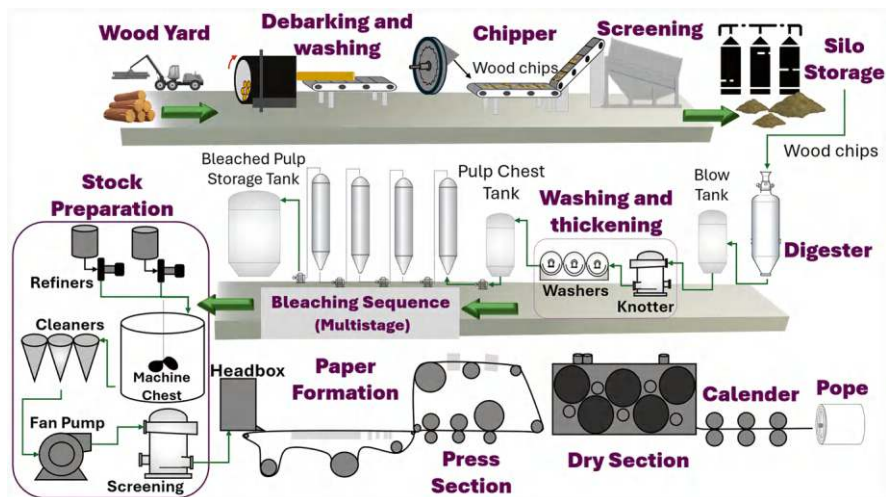 Wood Yard
Debarking and
washing
Chipper
Wood chips
Screening
Silo
Storage
Wood chips
Bleached Pulp
Storage Tank
Pulp Chest
Tank
Washing and
thickening
Blow
Tank
Digester
Washers
Knotter
Bleaching Sequence
(Multistage)
Stock
Preparation
Refiners
Cleaners
Machine
Chest
Fan Pump
Screening
Headbox
Paper
Formation
Press
Section
Dry Section
Calender
Pope